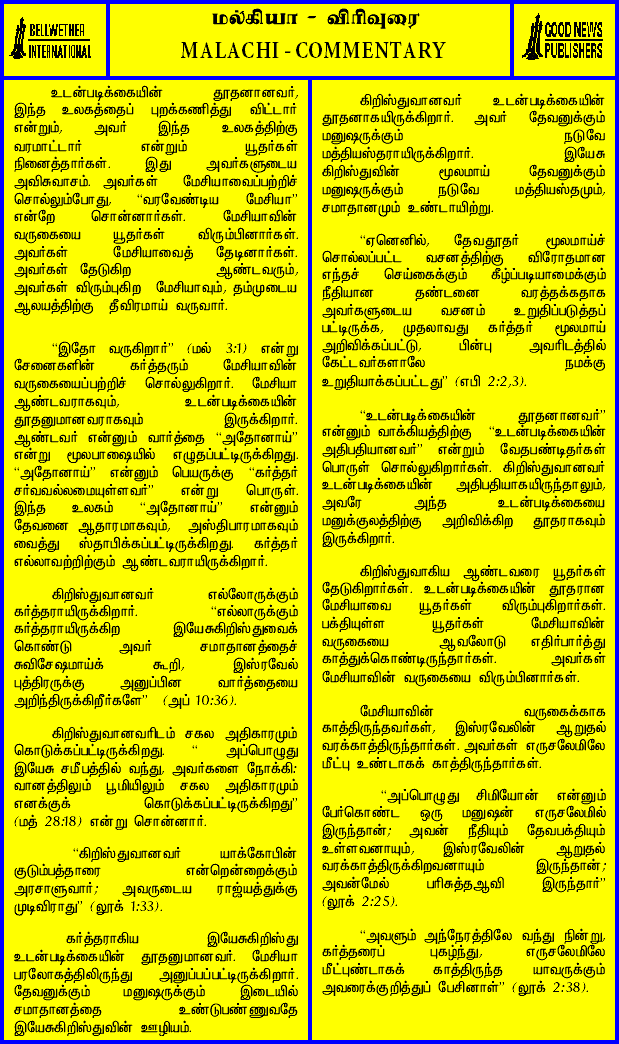 BELLWETHER
INTERNATIONAL
மல்கியா - விரிவுரை
MALACHI - COMMENTARY
GOOD NEWS
PUBLISHERS
உடன்படிக்கையின் தூதனானவர்,
இந்த உலகத்தைப் புறக்கணித்து விட்டார்
என்றும், அவர் இந்த உலகத்திற்கு
வரமாட்டார் என்றும் யூதர்கள்
நினைத்தார்கள். இது அவர்களுடைய
அவிசுவாசம். அவர்கள் மேசியாவைப்பற்றிச்
சொல்லும்போது, “வரவேண்டிய மேசியா”
என்றே சொன்னார்கள். மேசியாவின்
வருகையை யூதர்கள் விரும்பினார்கள்.
அவர்கள் மேசியாவைத் தேடினார்கள்.
அவர்கள் தேடுகிற ஆண்டவரும்,
அவர்கள் விரும்புகிற மேசியாவும், தம்முடைய
ஆலயத்திற்கு தீவிரமாய் வருவார்.
“இதோ வருகிறார்” (மல் 3:1) என்று
சேனைகளின் கர்த்தரும் மேசியாவின்
வருகையைப்பற்றிச் சொல்லுகிறார். மேசியா
ஆண்டவராகவும், உடன்படிக்கையின்
தூதனுமானவராகவும் இருக்கிறார்.
ஆண்டவர் என்னும் வார்த்தை “அதோனாய்”
என்று மூலபாஷையில் எழுதப்பட்டிருக்கிறது.
“அதோனாய்” என்னும் பெயருக்கு “கர்த்தர்
சர்வவல்லமையுள்ளவர்” என்று பொருள்.
இந்த உலகம் “அதோனாய்” என்னும்
தேவனை ஆதாரமாகவும், அஸ்திபாரமாகவும்
வைத்து ஸ்தாபிக்கப்பட்டிருக்கிறது. கர்த்தர்
எல்லாவற்றிற்கும் ஆண்டவராயிருக்கிறார்.
கிறிஸ்துவானவர் எல்லோருக்கும்
கர்த்தராயிருக்கிறார். “எல்லாருக்கும்
கர்த்தராயிருக்கிற இயேசுகிறிஸ்துவைக்
கொண்டு அவர் சமாதானத்தைச்
சுவிசேஷமாய்க் கூறி, இஸ்ரவேல்
புத்திரருக்கு அனுப்பின வார்த்தையை
அறிந்திருக்கிறீர்களே” (அப் 10:36).
கிறிஸ்துவானவரிடம் சகல அதிகாரமும்
கொடுக்கப்பட்டிருக்கிறது. “ அப்பொழுது
இயேசு சமீபத்தில் வந்து, அவர்களை நோக்கி:
வானத்திலும் பூமியிலும் சகல அதிகாரமும்
எனக்குக் கொடுக்கப்பட்டிருக்கிறது”
(மத் 28:18) என்று சொன்னார்.
“கிறிஸ்துவானவர் யாக்கோபின்
குடும்பத்தாரை என்றென்றைக்கும்
அரசாளுவார்; அவருடைய ராஜ்யத்துக்கு
முடிவிராது” (லூக் 1:33).
கர்த்தராகிய இயேசுகிறிஸ்து
உடன்படிக்கையின் தூதனுமானவர். மேசியா
பரலோகத்திலிருந்து அனுப்பப்பட்டிருக்கிறார்.
தேவனுக்கும் மனுஷருக்கும் இடையில்
சமாதானத்தை உண்டுபண்ணுவதே
இயேசுகிறிஸ்துவின் ஊழியம்.
கிறிஸ்துவானவர் உடன்படிக்கையின்
தூதனாகயிருக்கிறார். அவர் தேவனுக்கும்
மனுஷருக்கும் நடுவே
மத்தியஸ்தராயிருக்கிறார். இயேசு
கிறிஸ்துவின் மூலமாய் தேவனுக்கும்
மனுஷருக்கும் நடுவே மத்தியஸ்தமும்,
சமாதானமும் உண்டாயிற்று.
“ஏனெனில், தேவதூதர் மூலமாய்ச்
சொல்லப்பட்ட வசனத்திற்கு விரோதமான
எந்தச் செய்கைக்கும் கீழ்ப்படியாமைக்கும்
நீதியான தண்டனை வரத்தக்கதாக
அவர்களுடைய வசனம் உறுதிப்படுத்தப்
பட்டிருக்க, முதலாவது கர்த்தர் மூலமாய்
அறிவிக்கப்பட்டு, பின்பு அவரிடத்தில்
கேட்டவர்களாலே நமக்கு
உறுதியாக்கப்பட்டது” (எபி 2:2,3).
“உடன்படிக்கையின் தூதனானவர்”
என்னும் வாக்கியத்திற்கு “உடன்படிக்கையின்
அதிபதியானவர்” என்றும் வேதபண்டிதர்கள்
பொருள் சொல்லுகிறார்கள். கிறிஸ்துவானவர்
உடன்படிக்கையின் அதிபதியாகயிருந்தாலும்,
அவரே அந்த உடன்படிக்கையை
மனுக்குலத்திற்கு அறிவிக்கிற தூதராகவும்
இருக்கிறார்.
கிறிஸ்துவாகிய ஆண்டவரை யூதர்கள்
தேடுகிறார்கள். உடன்படிக்கையின் தூதரான
மேசியாவை யூதர்கள் விரும்புகிறார்கள்.
பக்தியுள்ள யூதர்கள் மேசியாவின்
வருகையை ஆவலோடு எதிர்பார்த்து
காத்துக்கொண்டிருந்தார்கள். அவர்கள்
மேசியாவின் வருகையை விரும்பினார்கள்.
மேசியாவின் வருகைக்காக
காத்திருந்தவர்கள், இஸ்ரவேலின் ஆறுதல்
வரக்காத்திருந்தார்கள். அவர்கள் எருசலேமிலே
மீட்பு உண்டாகக் காத்திருந்தார்கள்.
“அப்பொழுது சிமியோன் என்னும்
பேர்கொண்ட ஒரு மனுஷன் எருசலேமில்
இருந்தான்; அவன் நீதியும் தேவபக்தியும்
உள்ளவனாயும், இஸ்ரவேலின் ஆறுதல்
வரக்காத்திருக்கிறவனாயும் இருந்தான்;
அவன்மேல் பரிசுத்தஆவி இருந்தார்”
(லூக் 2:25).
“அவளும் அந்நேரத்திலே வந்து நின்று,
கர்த்தரைப் புகழ்ந்து, எருசலேமிலே
மீட்புண்டாகக் காத்திருந்த யாவருக்கும்
அவரைக்குறித்துப் பேசினாள்” (லூக் 2:38).